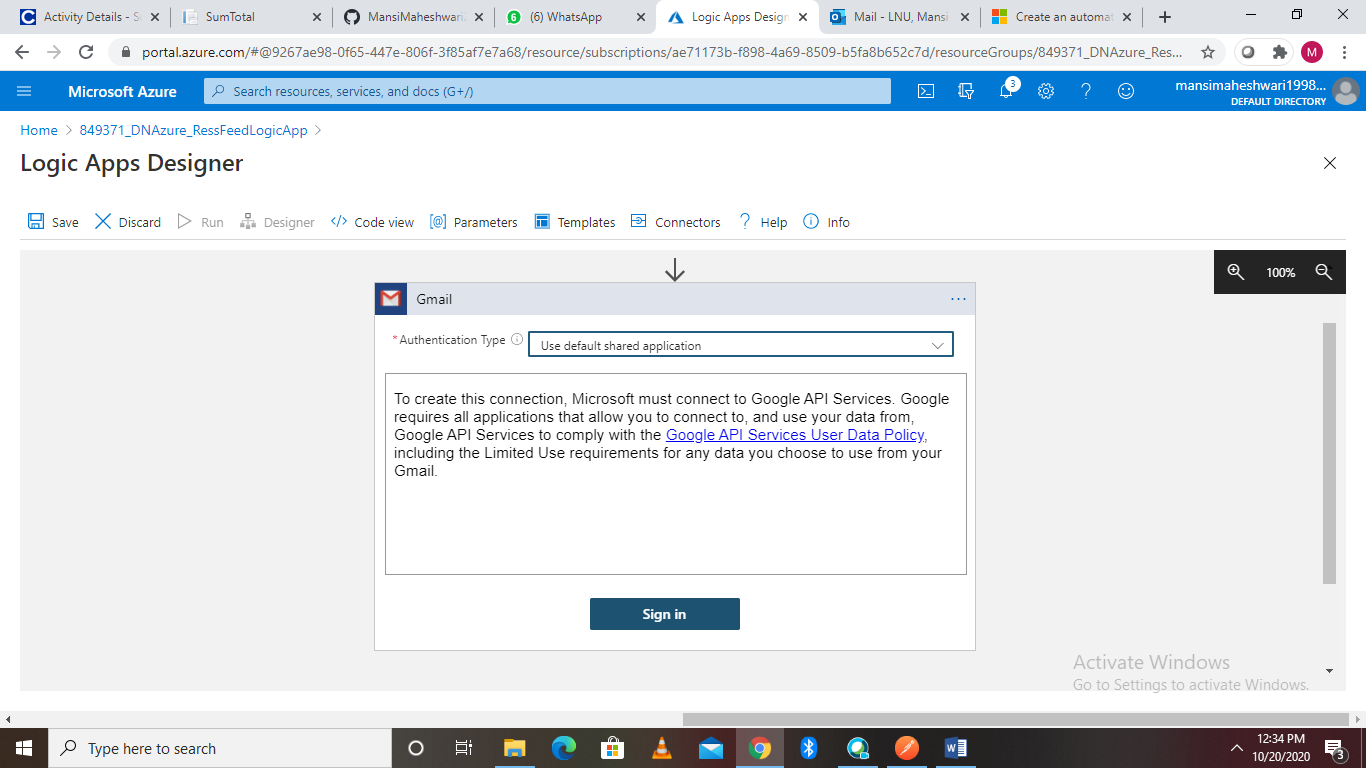 Activity Details - S
SumTotal
MansiMaheshwari
6
(6) WhatsApp
Logic Apps Design
Mail - LNU, Mansi
Create an automat
portal.azure.com/#@9267ae98-0f65-447e-806f-3f85af7e7a68/resource/subscriptions/ae71173b-f898-4a69-8509-b5fa8b652c7d/resourceGroups/849371_DNAzure_Res...
M
Microsoft Azure
Search resources, services, and docs (G+/)
3
mansimaheshwari1998...
DEFAULT DIRECTORY
Home > 849371_DNAzure_RessFeedLogicApp >
Logic Apps Designer
Save Discard Run Designer Code view Parameters Templates Connectors Help Info
100%
Gmail
*Authentication Type
Use default shared application
To create this connection, Microsoft must connect to Google API Services. Google
requires all applications that allow you to connect to, and use your data from,
Google API Services to comply with the Google API Services User Data Policy,
including the Limited Use requirements for any data you choose to use from your
Gmail.
Sign in
Activate Windows
Go to Settings to activate Windows.
Type here to search
12:34 PM
10/20/2020
3